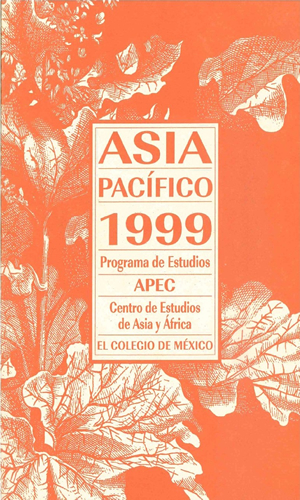 ASIA
PACÍFICO
1999
Programa de Estudios
APEC
Centro de Estudios
de Asia y África
EL COLEGIO DE MÉXICO